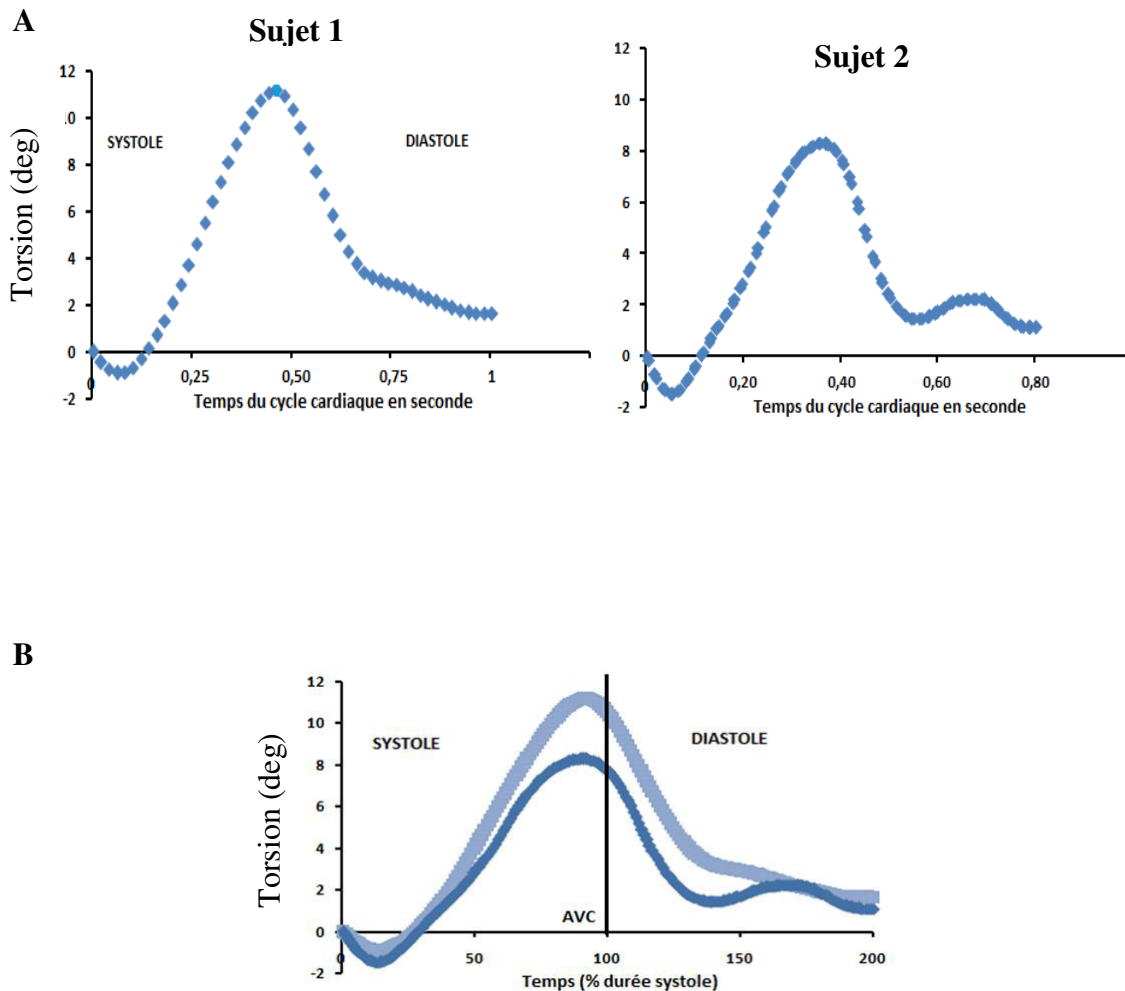 A
Sujet 1
Sujet 2
Torsion (deg)
12
10
8
6
4
2
0
-2
SYSTOLE
DIASTOLE
0
0,25
0,50
0,75
1
Temps du cycle cardiaque en seconde
12
10
8
6
4
2
0
-2
0
0,20
0,40
0,60
0,80
Temps du cycle cardiaque en seconde
B
Torsion (deg)
12
10
8
6
4
2
0
-2
SYSTOLE
DIASTOLE
AVC
0
50
100
150
200
Temps (% durée systole)